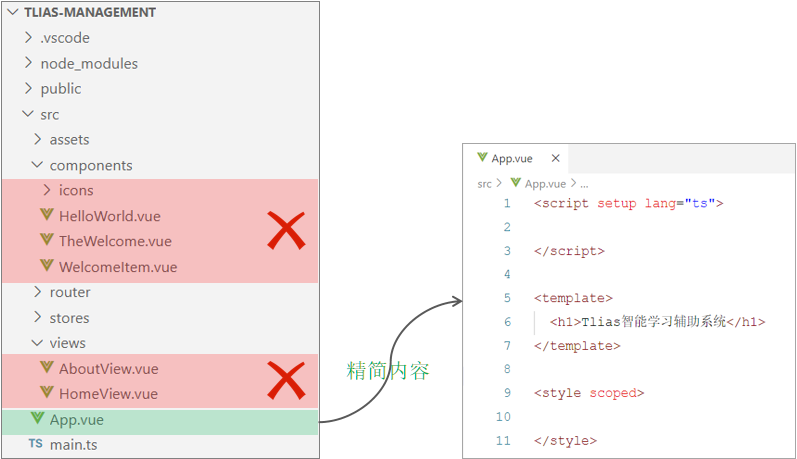 TLIAS-MANAGEMENT
.vscode
node_modules
public
src
assets
components
icons
HelloWorld.vue
TheWelcome.vue
WelcomeItem.vue
router
stores
views
AboutView.vue
HomeView.vue
App.vue
TS main.ts
精简内容
App.vue ×
src > App.vue > ...
1 <script setup lang="ts">
2
3 </script>
4
5 <template>
6 <h1>Tlias智能学习辅助系统</h1>
7 </template>
8
9 <style scoped>
10
11 </style>